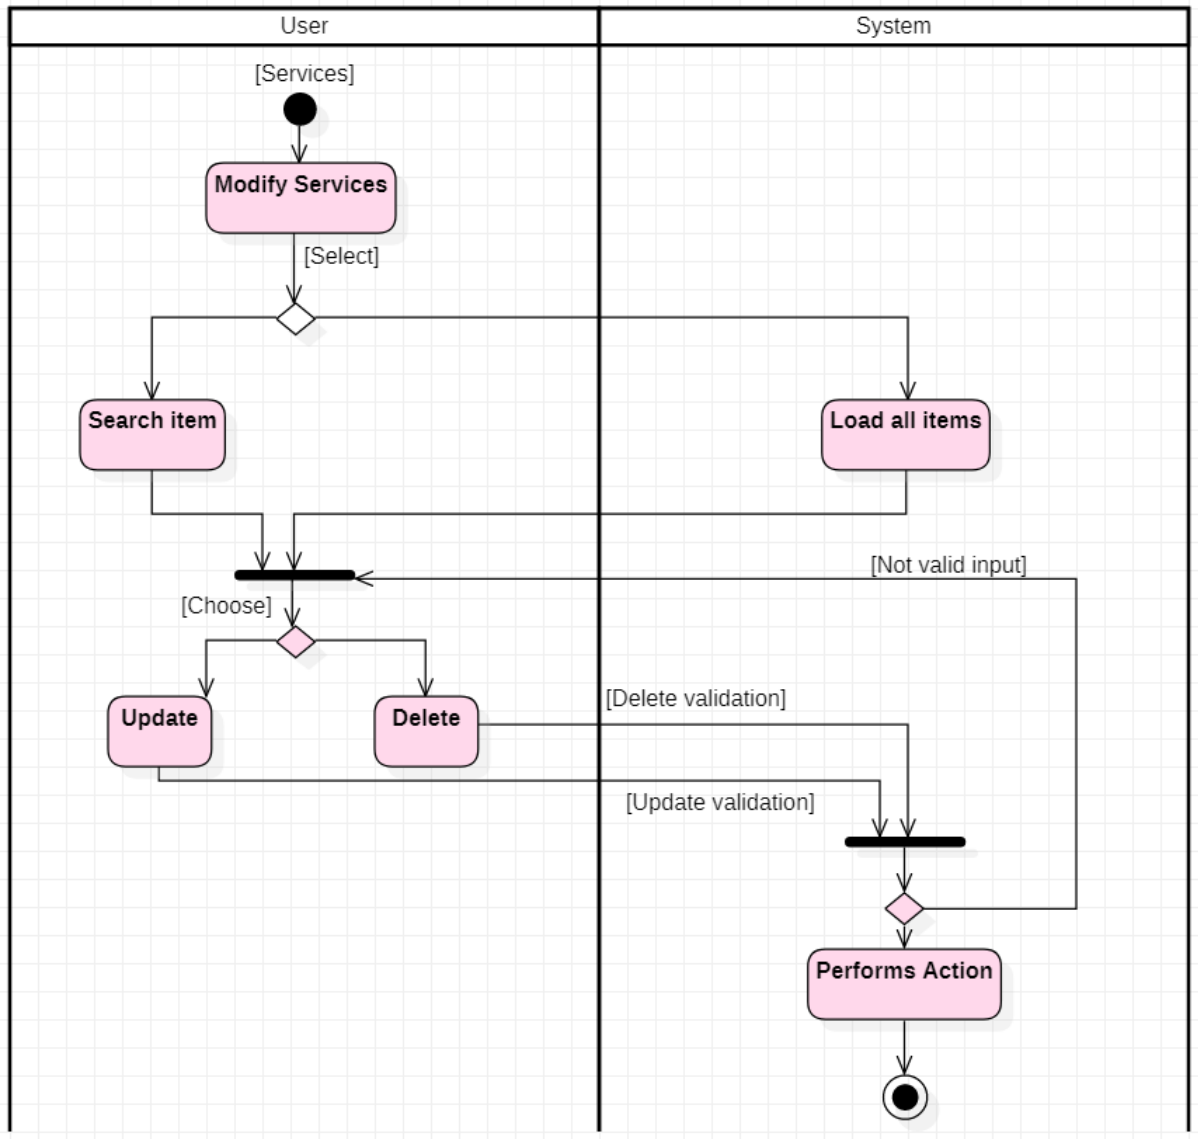 User
System
[Services]
Modify Services
[Select]
Search item
Load all items
[Not valid input]
[Choose]
Update
Delete
[Delete validation]
[Update validation]
Performs Action